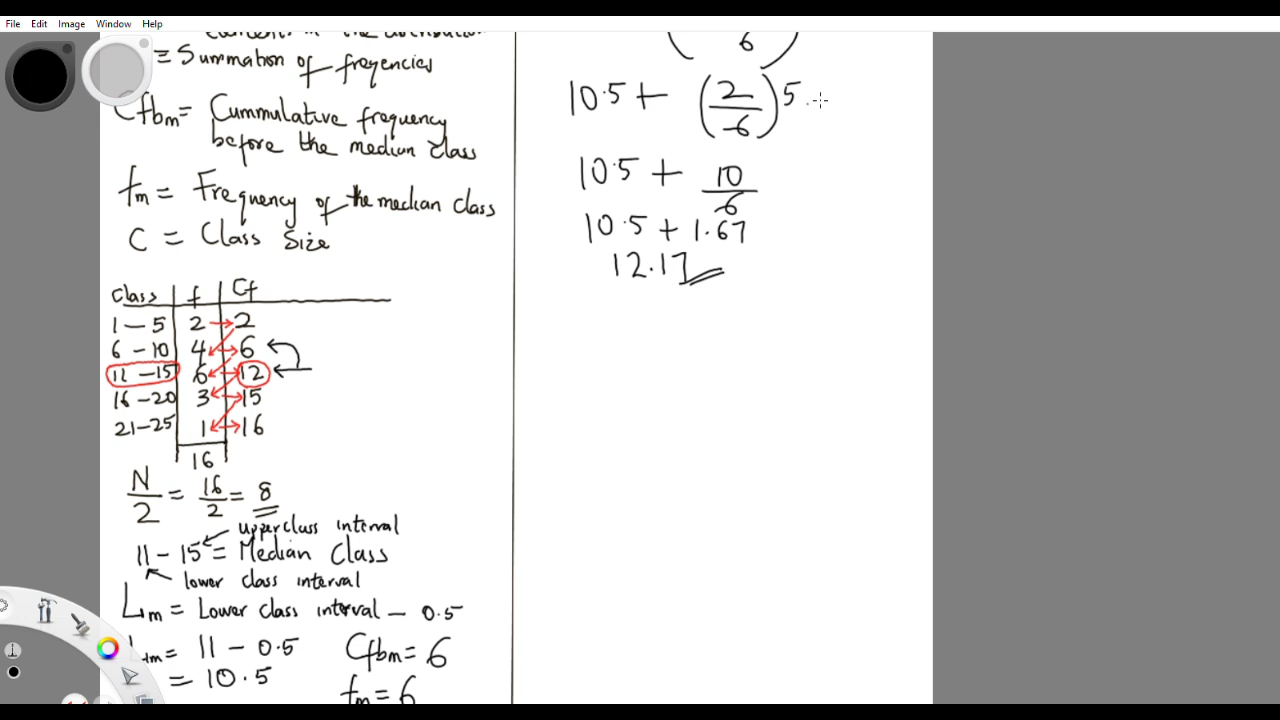 File Edit Image Window Help
= Summation of freqencies
Cfbm = Cummulative frequency
before the median class
fm = Frequency of the median class
C = Class Size
Class f Cf
1 – 5 2 2
6 – 10 4 6
11 – 15 6 12
16 – 20 3 15
21 – 25 1 16
16
N/2 = 16/2 = 8
upper class interval
11 – 15 = Median Class
lower class interval
Lm = Lower class interval – 0.5
Lm = 11 – 0.5
= 10.5
Cfbm = 6
fm = 6
6
10.5 + (2/6)5
10.5 + 10/6
10.5 + 1.67
12.17